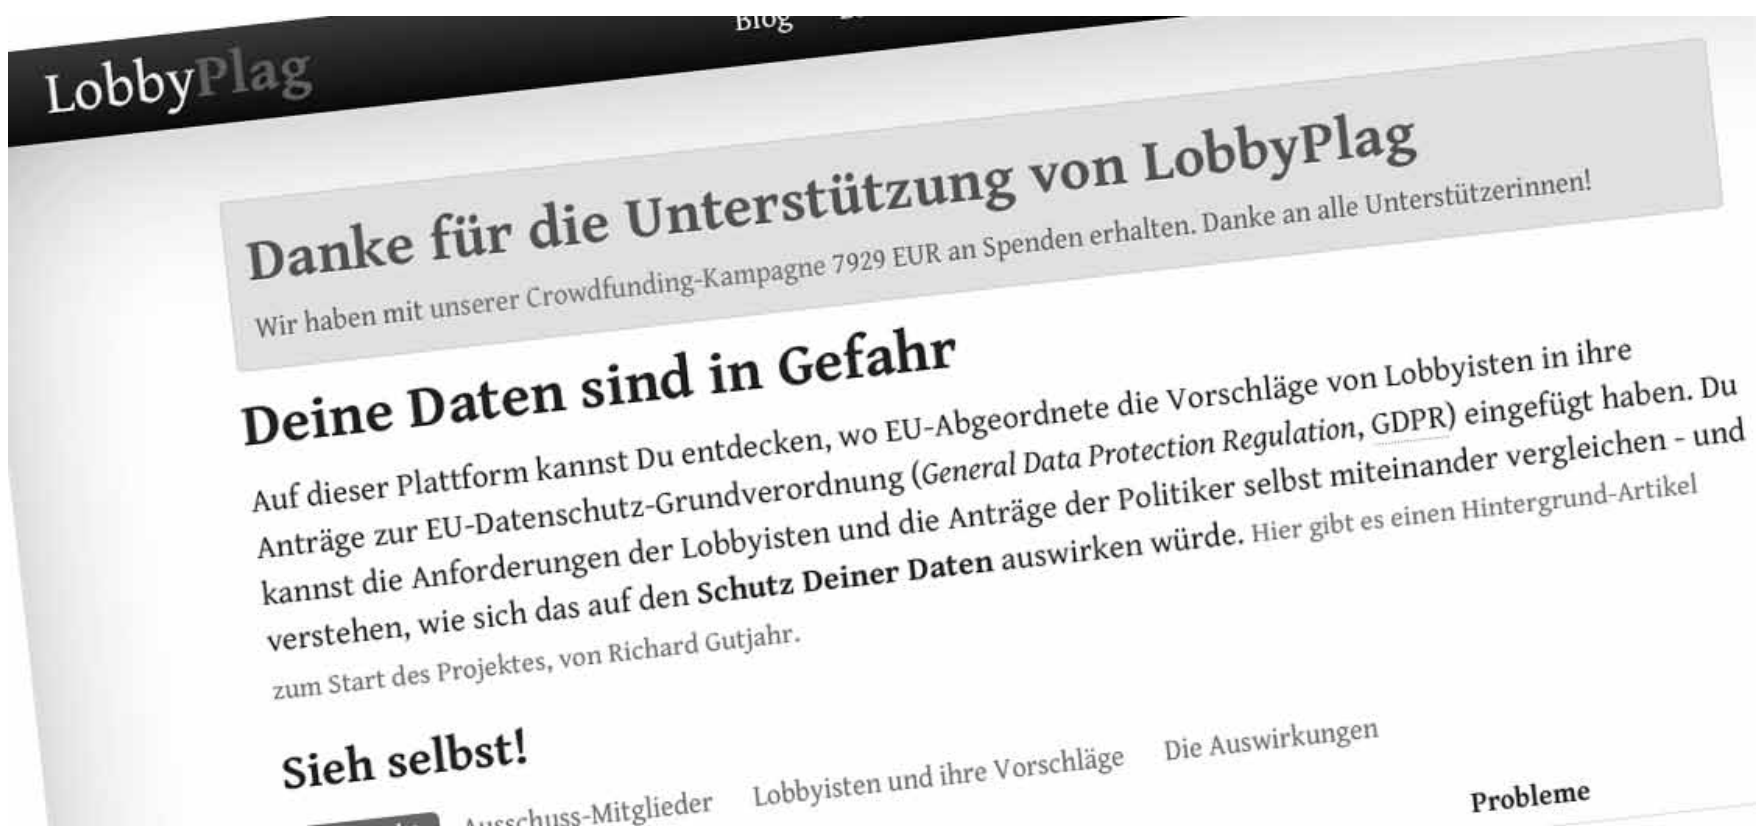 Blog
LobbyPlag
Danke für die Unterstützung von LobbyPlag
Wir haben mit unserer Crowdfunding-Kampagne 7929 EUR an Spenden erhalten. Danke an alle Unterstützerinnen!
Deine Daten sind in Gefahr
Auf dieser Plattform kannst Du entdecken, wo EU-Abgeordnete die Vorschläge von Lobbyisten in ihre
Anträge zur EU-Datenschutz-Grundverordnung (General Data Protection Regulation, GDPR) eingefügt haben. Du
kannst die Anforderungen der Lobbyisten und die Anträge der Politiker selbst miteinander vergleichen - und
verstehen, wie sich das auf den Schutz Deiner Daten auswirken würde. Hier gibt es einen Hintergrund-Artikel
zum Start des Projektes, von Richard Gutjahr.
Sieh selbst!
Ausschuss-Mitglieder Lobbyisten und ihre Vorschläge Die Auswirkungen
Probleme